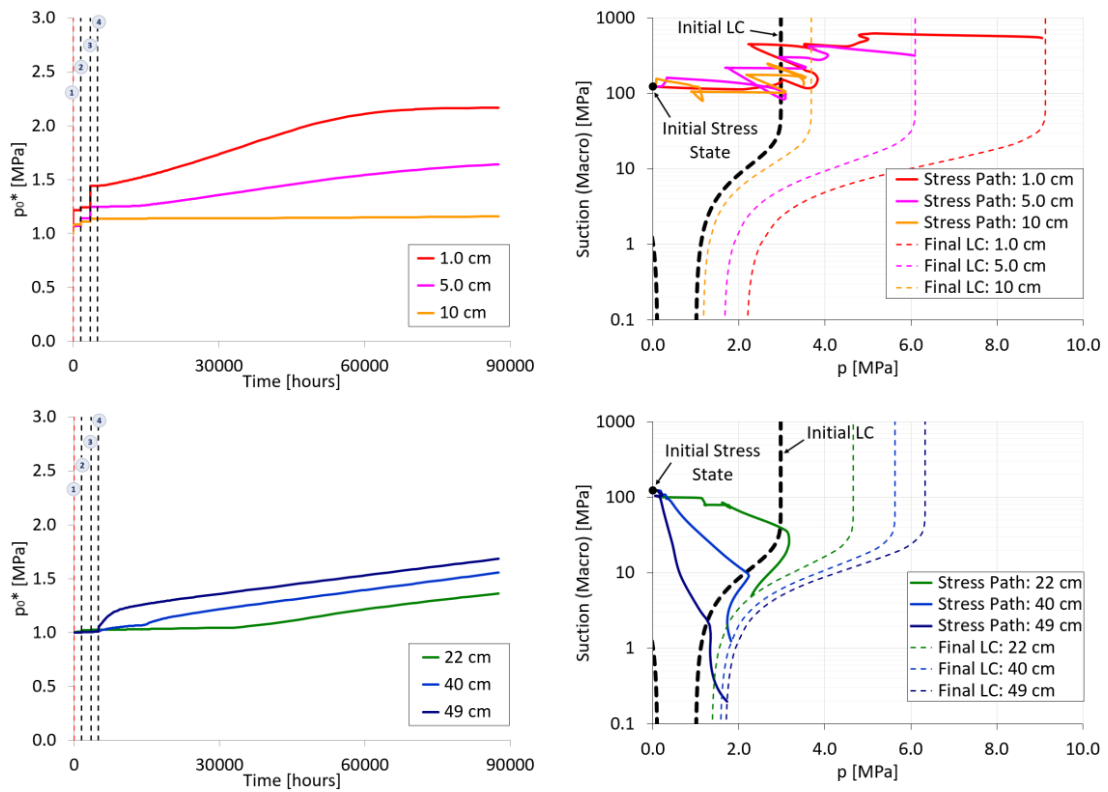 3.0
2.5
2.0
1.5
1.0
0.5
0.0
p₀* [MPa]
1
2
3
4
1.0 cm
5.0 cm
10 cm
0
30000
60000
90000
Time [hours]
1000
100
10
1
0.1
Suction (Macro) [MPa]
Initial LC
Initial Stress
State
Stress Path: 1.0 cm
Stress Path: 5.0 cm
Stress Path: 10 cm
Final LC: 1.0 cm
Final LC: 5.0 cm
Final LC: 10 cm
0.0
2.0
4.0
6.0
8.0
10.0
p [MPa]
3.0
2.5
2.0
1.5
1.0
0.5
0.0
p₀* [MPa]
1
2
3
4
22 cm
40 cm
49 cm
0
30000
60000
90000
Time [hours]
1000
100
10
1
0.1
Suction (Macro) [MPa]
Initial LC
Initial Stress
State
Stress Path: 22 cm
Stress Path: 40 cm
Stress Path: 49 cm
Final LC: 22 cm
Final LC: 40 cm
Final LC: 49 cm
0.0
2.0
4.0
6.0
8.0
10.0
p [MPa]